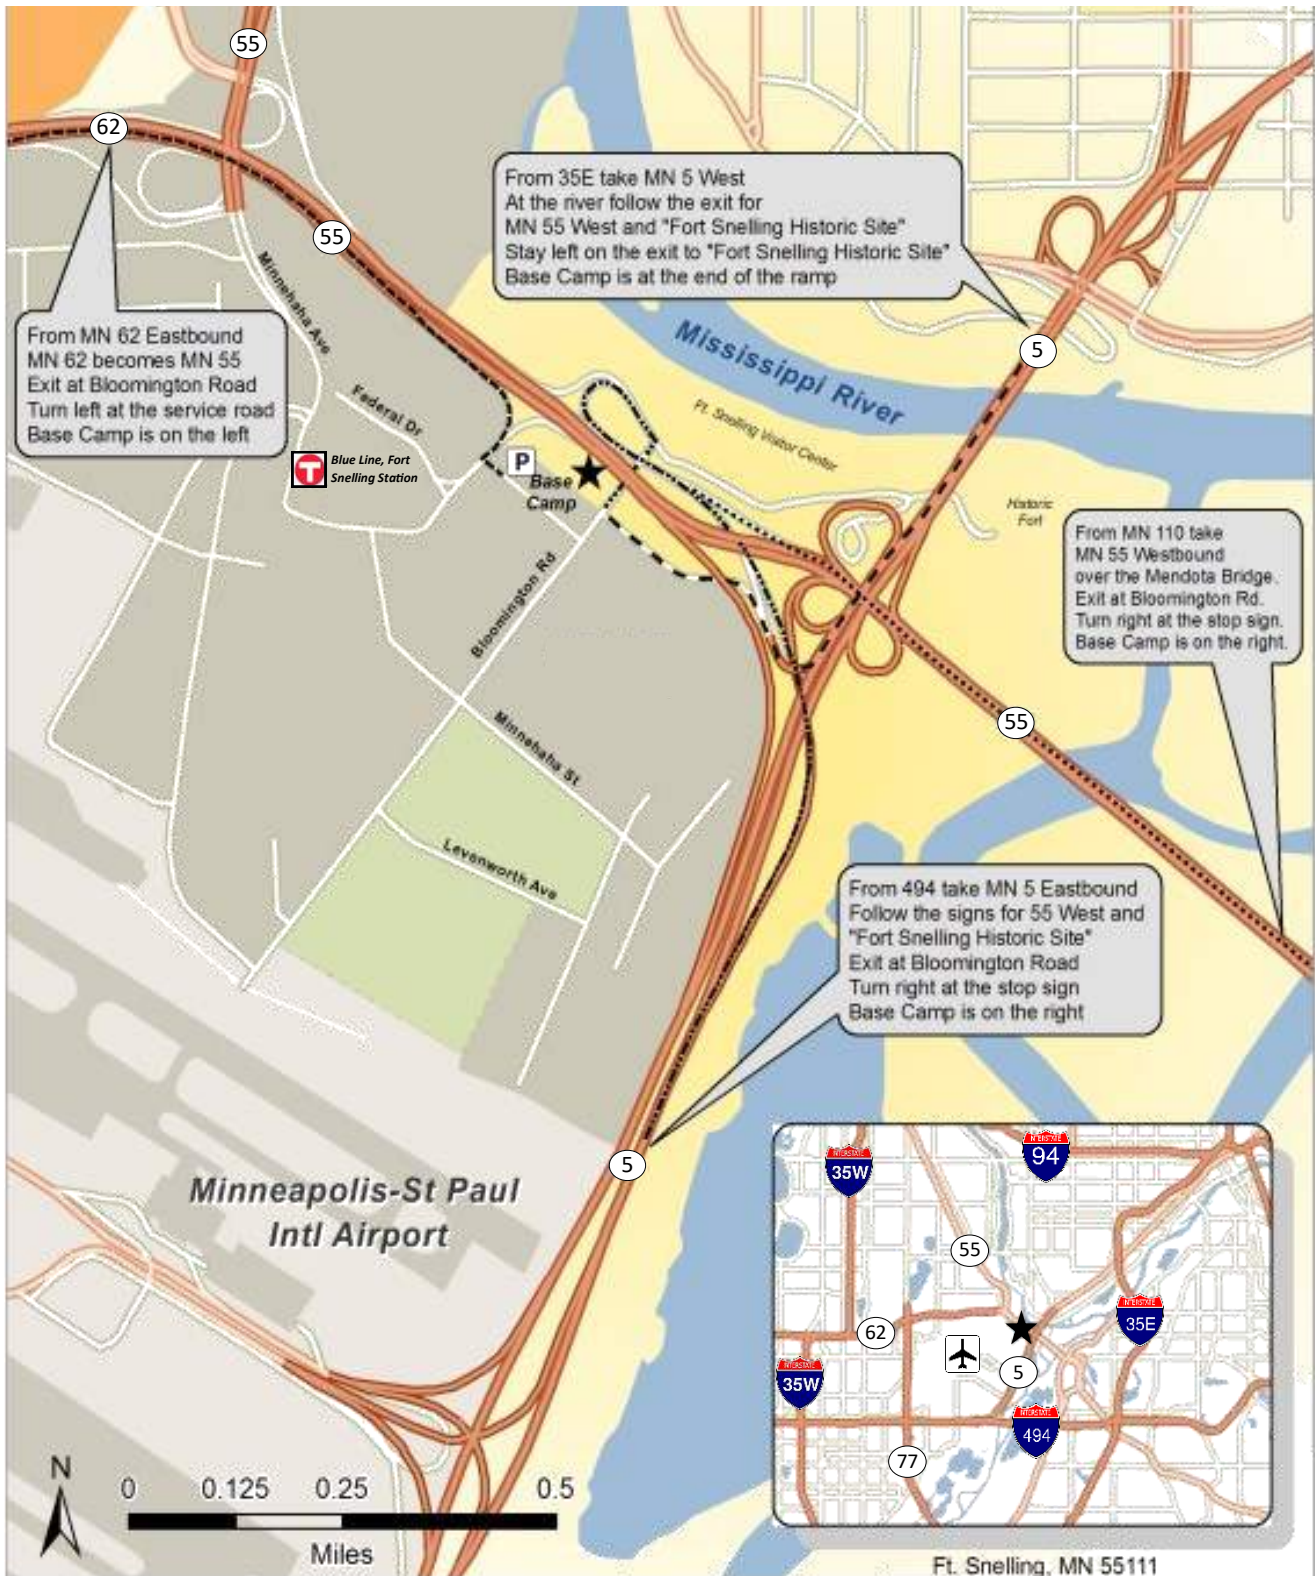 55
62
From 35E take MN 5 West
At the river follow the exit for
MN 55 West and "Fort Snelling Historic Site"
Stay left on the exit to "Fort Snelling Historic Site"
Base Camp is at the end of the ramp
55
Minnehaha Ave
From MN 62 Eastbound
MN 62 becomes MN 55
Exit at Bloomington Road
Turn left at the service road
Base Camp is on the left
Mississippi River
5
Federal Dr
Ft. Snelling Visitor Center
T
Blue Line, Fort
Snelling Station
P
Base
Camp
Historic
Fort
From MN 110 take
MN 55 Westbound
over the Mendota Bridge.
Exit at Bloomington Rd.
Turn right at the stop sign.
Base Camp is on the right.
Bloomington Rd
55
Minnehaha St
Levenworth Ave
From 494 take MN 5 Eastbound
Follow the signs for 55 West and
"Fort Snelling Historic Site"
Exit at Bloomington Road
Turn right at the stop sign
Base Camp is on the right
5
Minneapolis-St Paul
Intl Airport
INTERSTATE
35W
INTERSTATE
94
55
INTERSTATE
35E
62
5
INTERSTATE
35W
INTERSTATE
494
77
N
0 0.125 0.25 0.5
Miles
Ft. Snelling, MN 55111